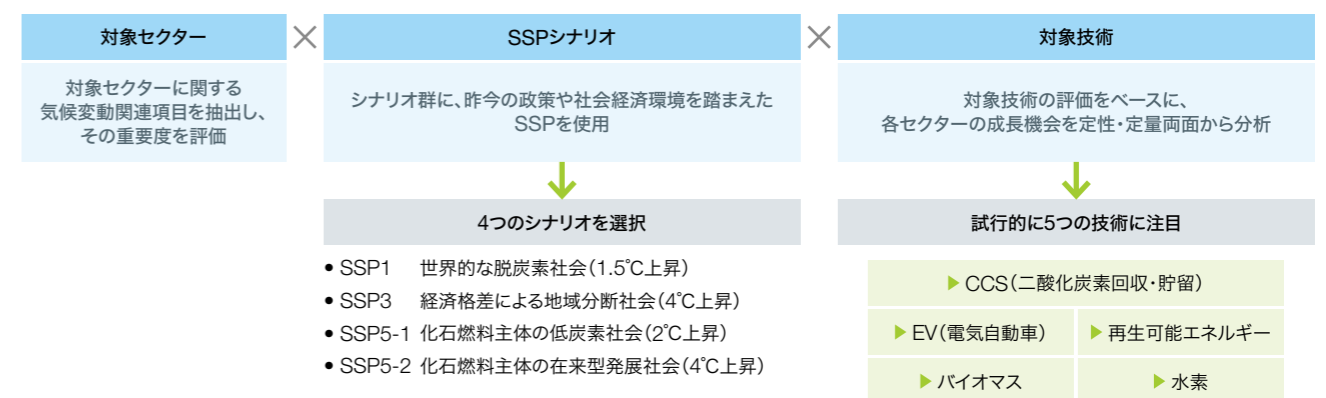 対象セクター
対象セクターに関する
気候変動関連項目を抽出し、
その重要度を評価
×
SSPシナリオ
シナリオ群に、昨今の政策や社会経済環境を踏まえた
SSPを使用
4つのシナリオを選択
● SSP1 世界的な脱炭素社会（1.5℃上昇）
● SSP3 経済格差による地域分断社会（4℃上昇）
● SSP5-1 化石燃料主体の低炭素社会（2℃上昇）
● SSP5-2 化石燃料主体の在来型発展社会（4℃上昇）
×
対象技術
対象技術の評価をベースに、
各セクターの成長機会を定性・定量両面から分析
試行的に5つの技術に注目
▶ CCS（二酸化炭素回収・貯留）
▶ EV（電気自動車）
▶ 再生可能エネルギー
▶ バイオマス
▶ 水素